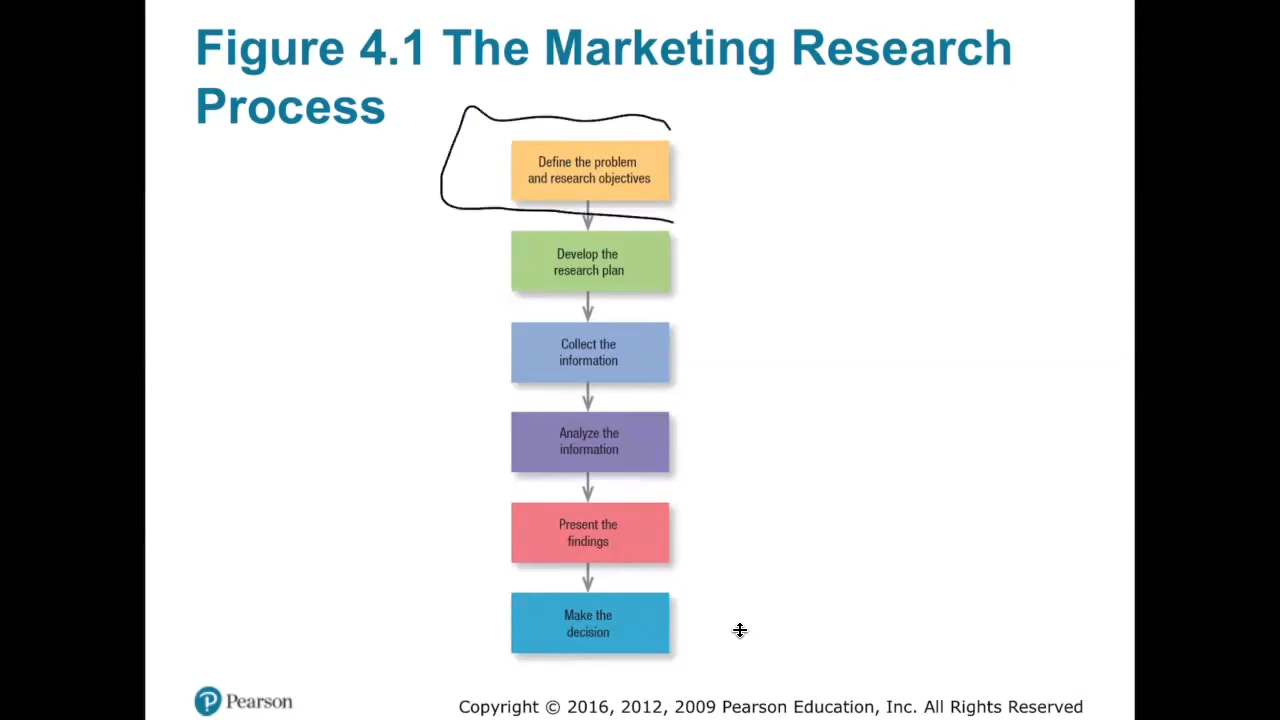 Figure 4.1 The Marketing Research
Process
Define the problem
and research objectives
Develop the
research plan
Collect the
information
Analyze the
information
Present the
findings
Make the
decision
Pearson
Copyright © 2016, 2012, 2009 Pearson Education, Inc. All Rights Reserved